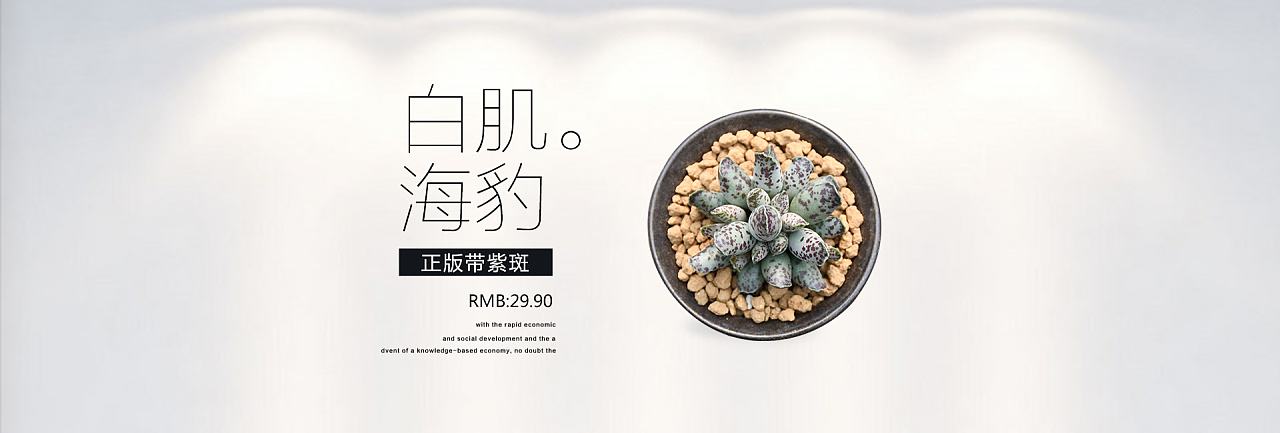 白肌。
海豹
正版带紫斑
RMB:29.90
with the rapid economic
and social development and the a
dvent of a knowledge-based economy, no doubt the